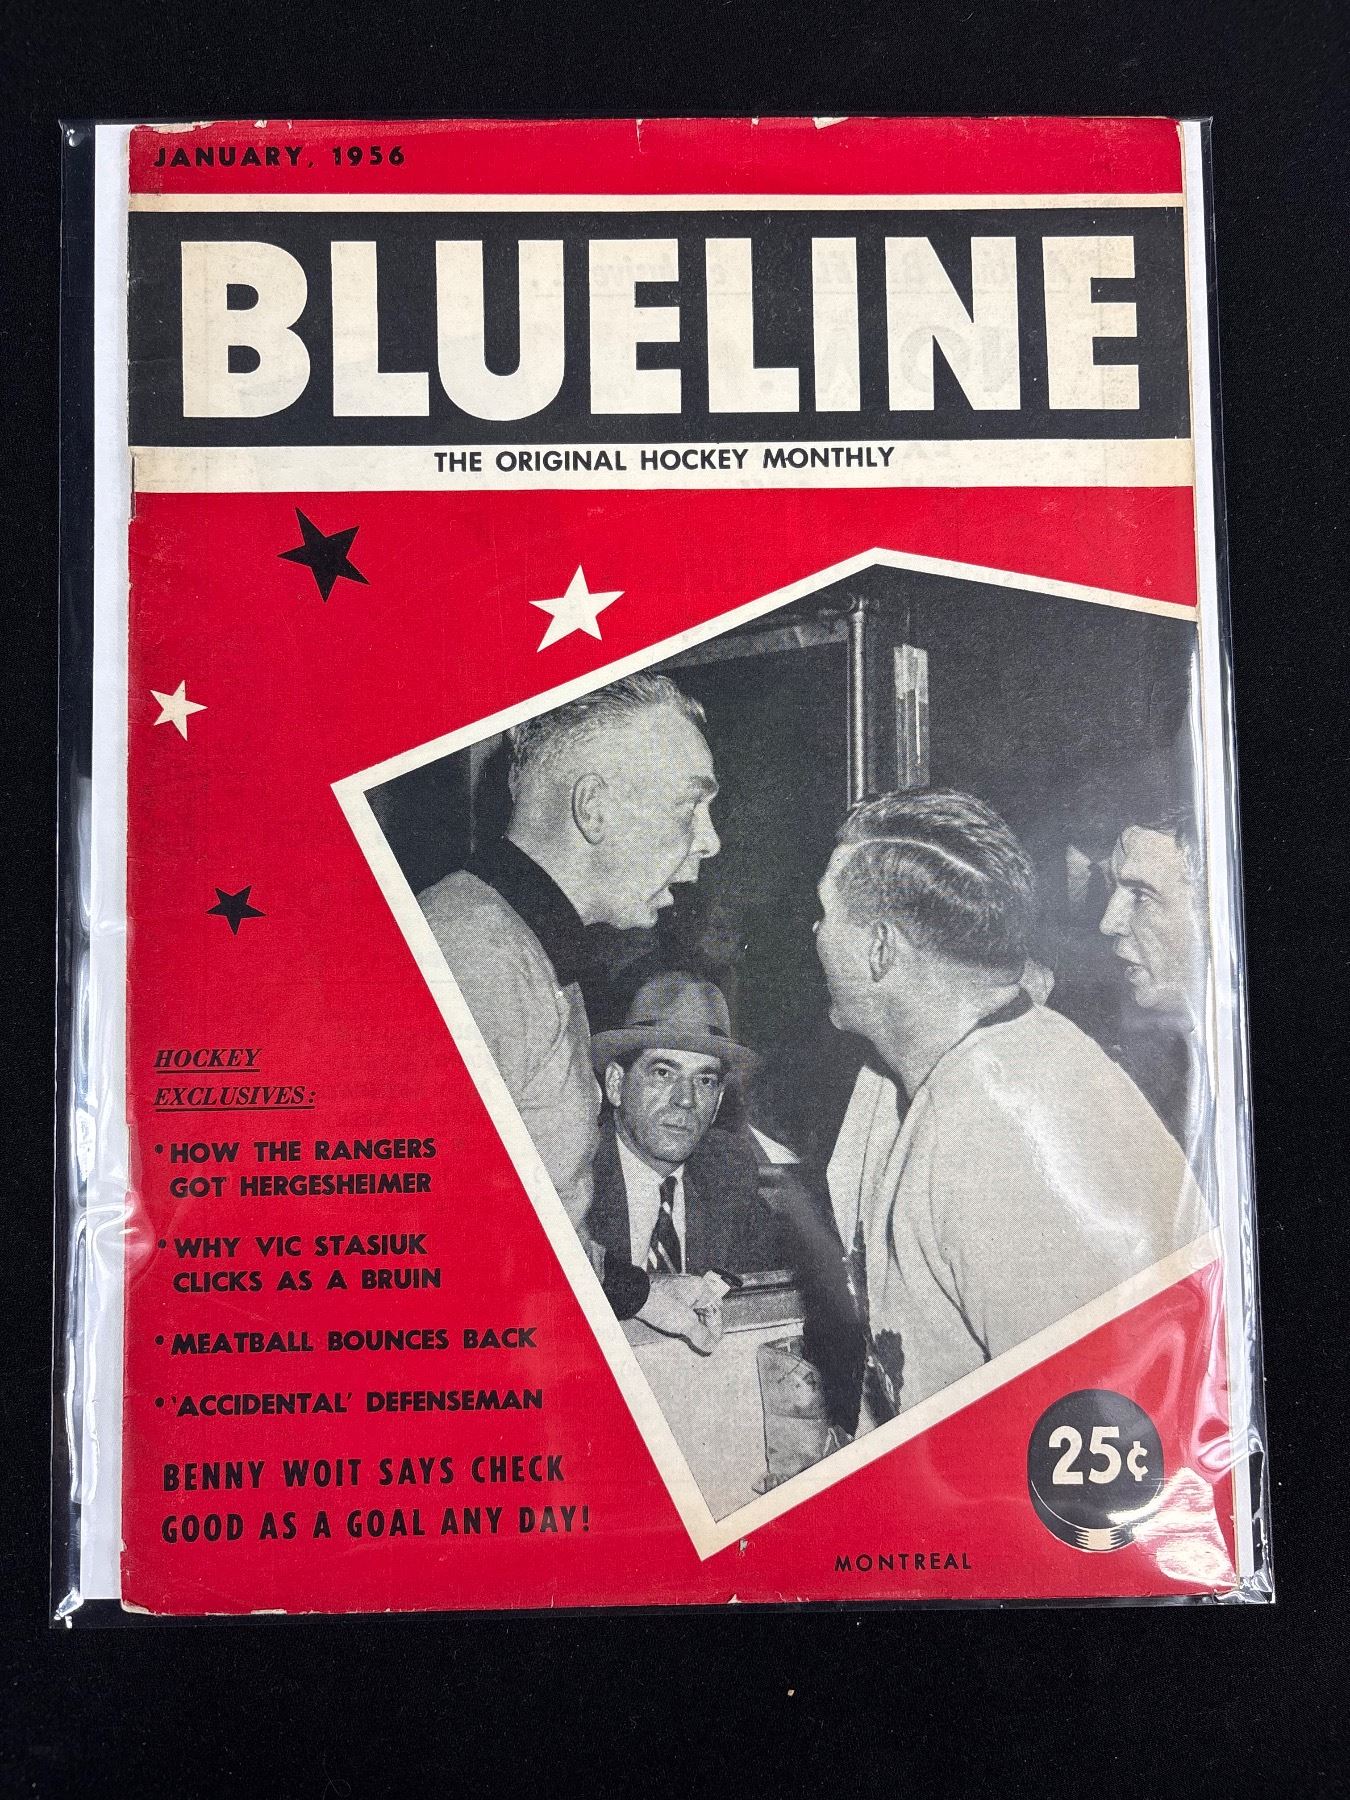 JANUARY, 1956
BLUELINE
THE ORIGINAL HOCKEY MONTHLY
HOCKEY
EXCLUSIVES:
• HOW THE RANGERS
GOT HERGESHEIMER
• WHY VIC STASIUK
CLICKS AS A BRUIN
• MEATBALL BOUNCES BACK
• 'ACCIDENTAL' DEFENSEMAN
BENNY WOIT SAYS CHECK
GOOD AS A GOAL ANY DAY!
25¢
MONTREAL